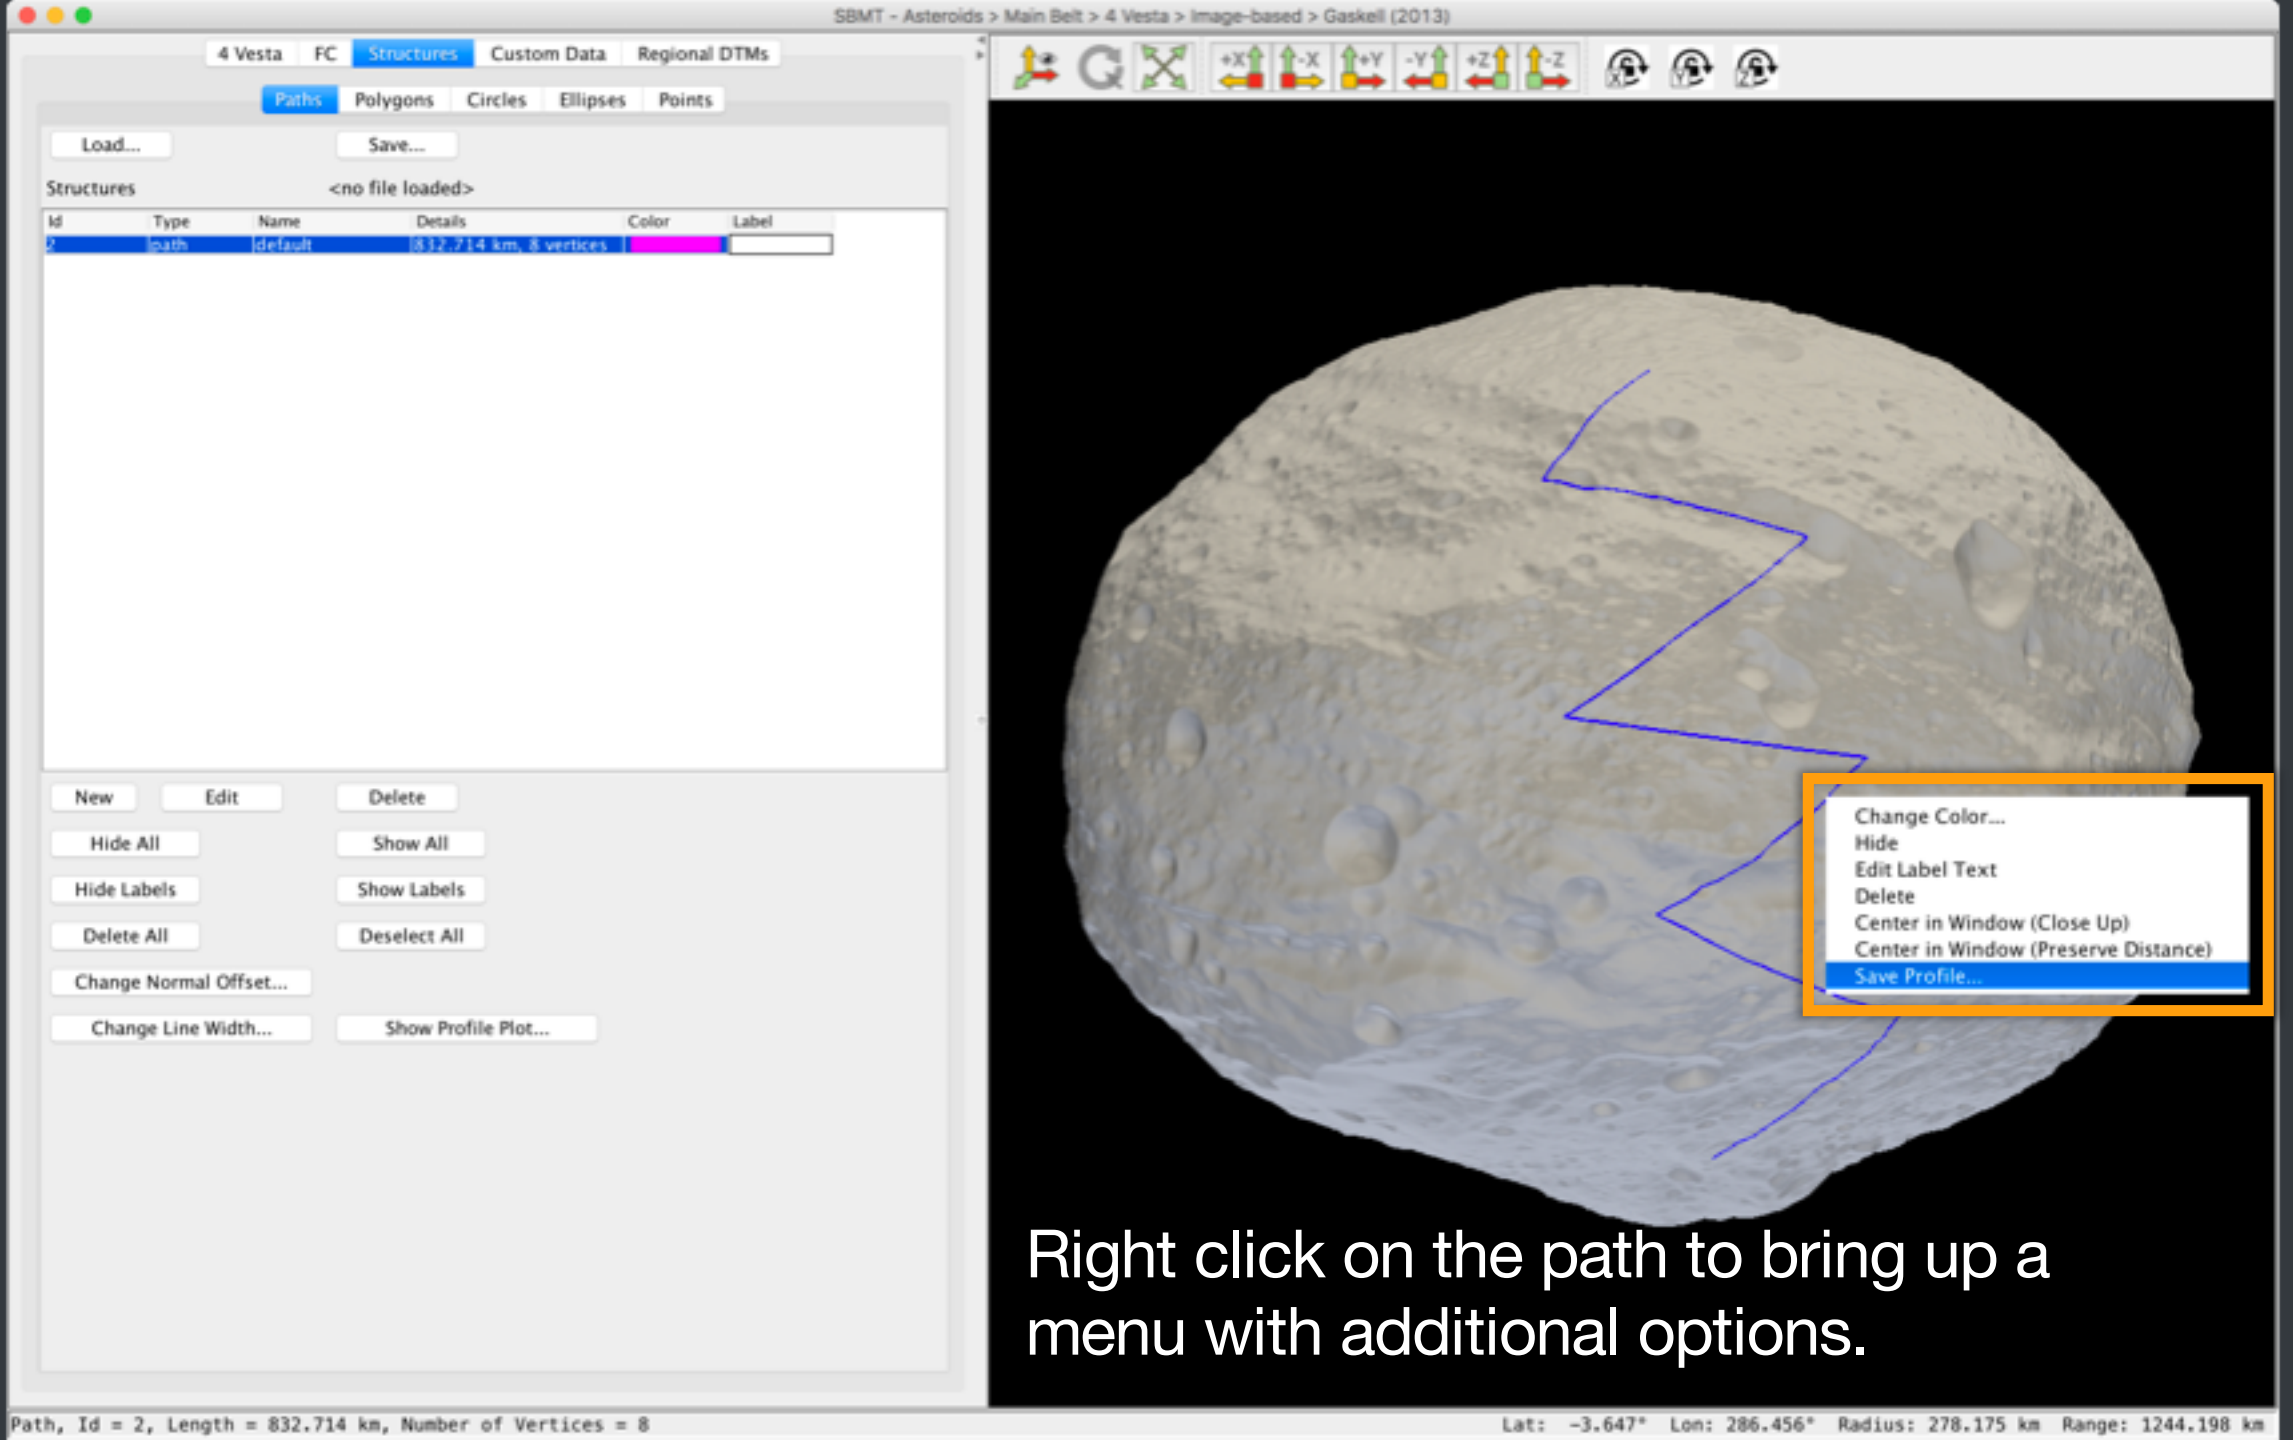 SBMT - Asteroids > Main Belt > 4 Vesta > Image-based > Gaskell (2013)
4 Vesta FC Structures Custom Data Regional DTMs
Paths Polygons Circles Ellipses Points
Load... Save...
Structures <no file loaded>
Id Type Name Details Color Label
2 path default 832.714 km, 8 vertices
New Edit Delete
Hide All Show All
Hide Labels Show Labels
Delete All Deselect All
Change Normal Offset...
Change Line Width... Show Profile Plot...
+X -X +Y -Y +Z -Z X Y Z
Change Color...
Hide
Edit Label Text
Delete
Center in Window (Close Up)
Center in Window (Preserve Distance)
Save Profile...
Right click on the path to bring up a
menu with additional options.
Path, Id = 2, Length = 832.714 km, Number of Vertices = 8
Lat: -3.647° Lon: 286.456° Radius: 278.175 km Range: 1244.198 km